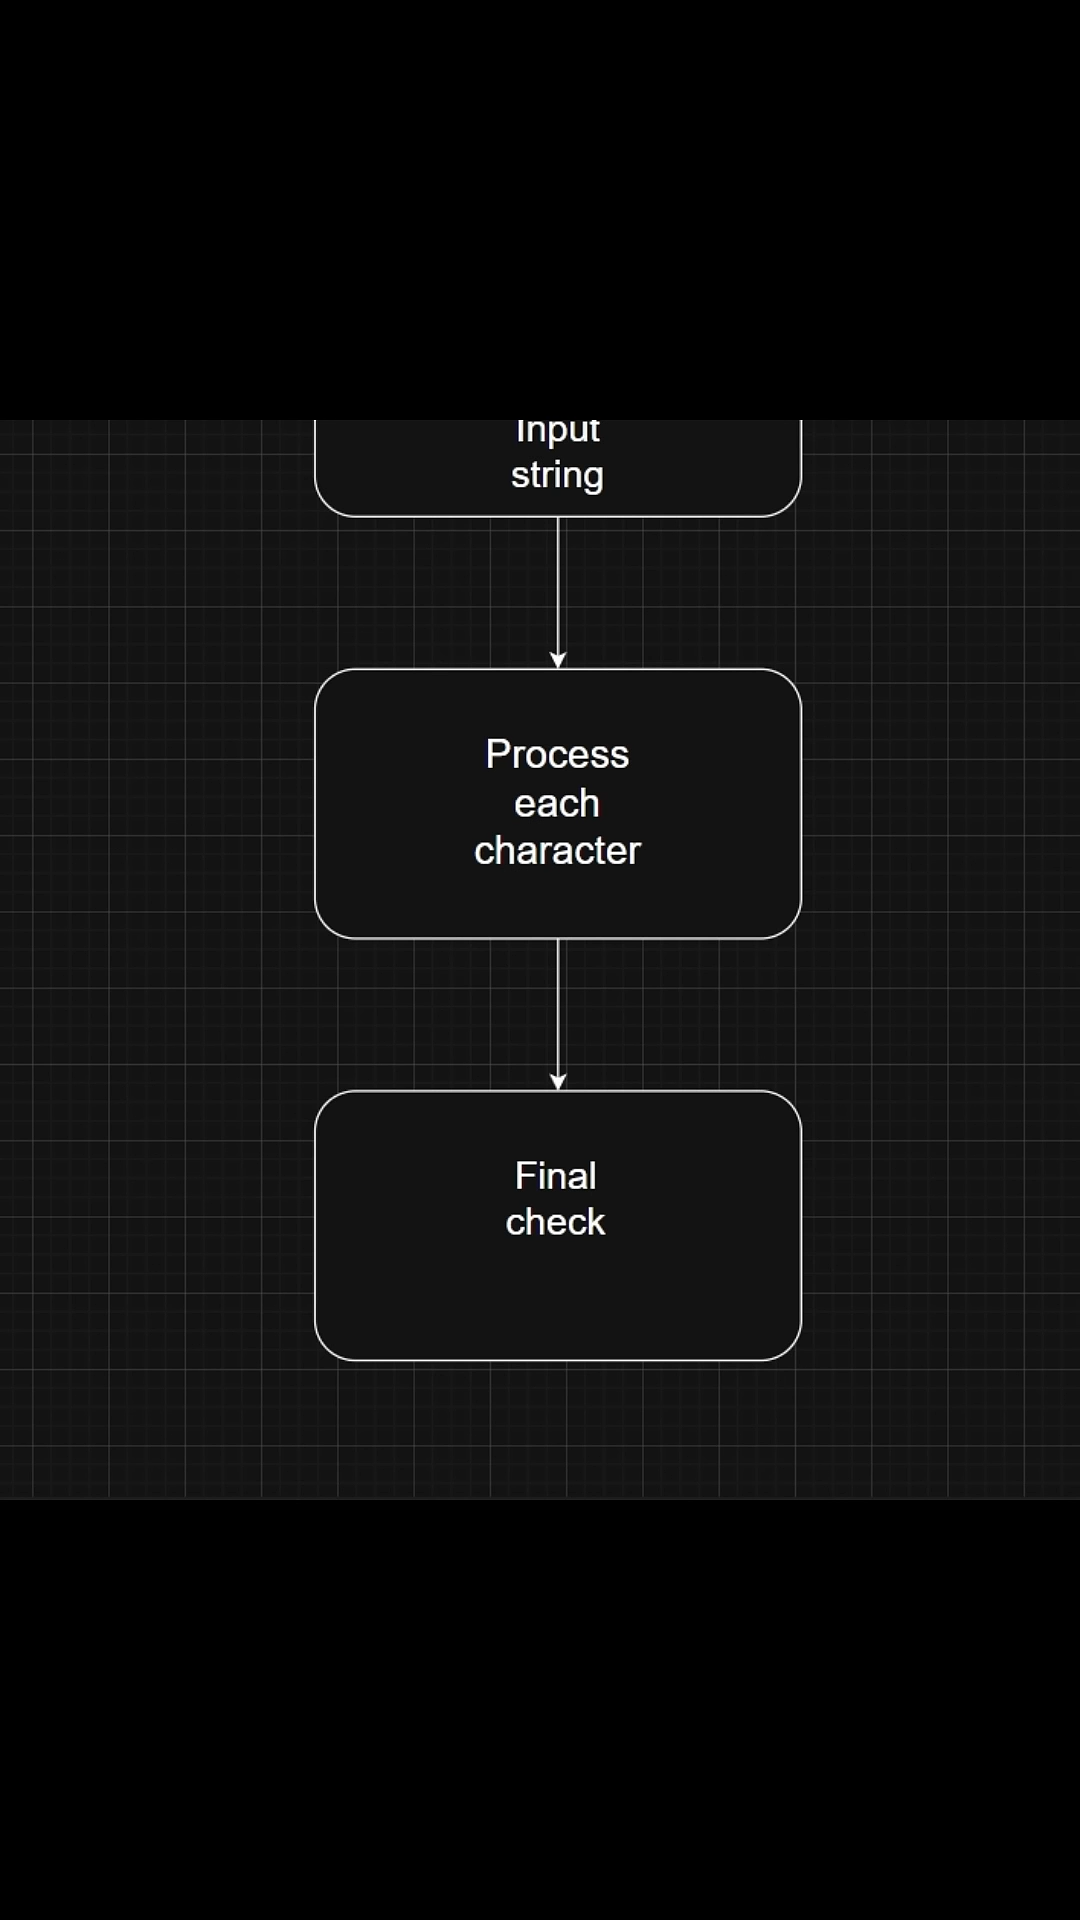 Input
string
Process
each
character
Final
check